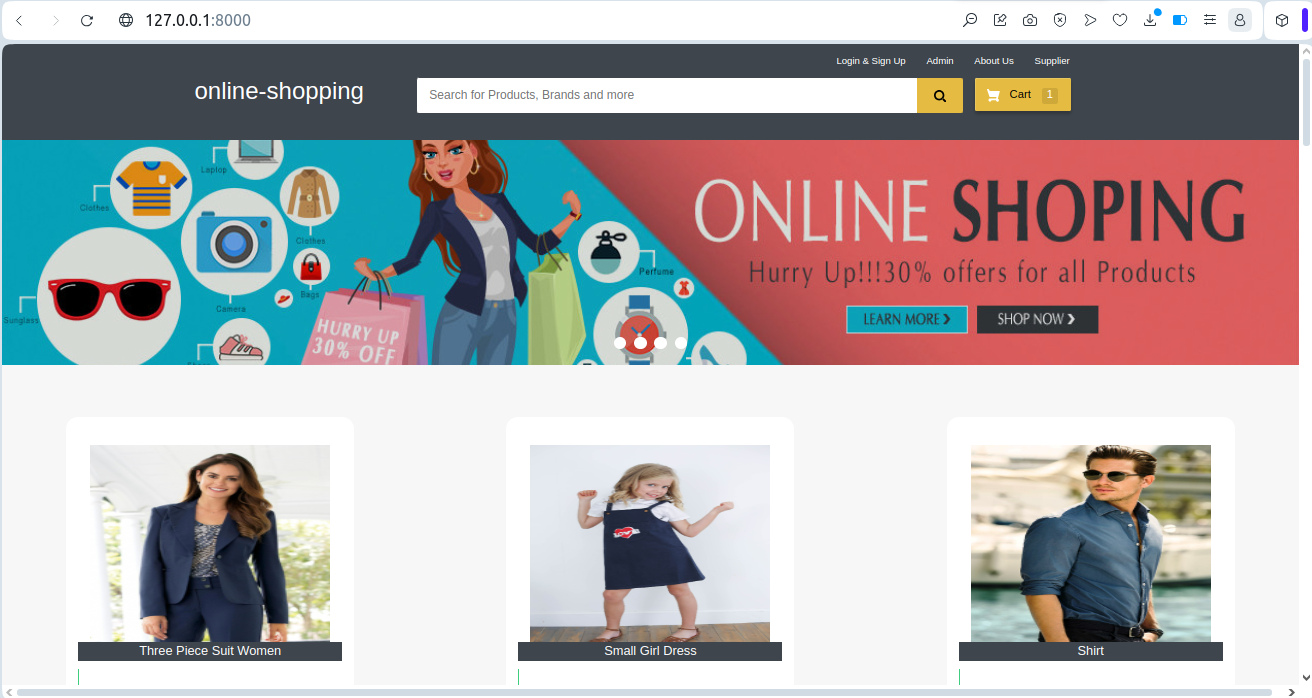 127.0.0.1:8000
Login & Sign Up Admin About Us Supplier
online-shopping
Search for Products, Brands and more
Cart 1
Laptop
Clothes
Clothes
Camera
Bags
Sunglass
Perfume
HURRY UP
30% OFF
ONLINE SHOPING
Hurry Up!!!30% offers for all Products
LEARN MORE
SHOP NOW
Three Piece Suit Women
Small Girl Dress
Shirt